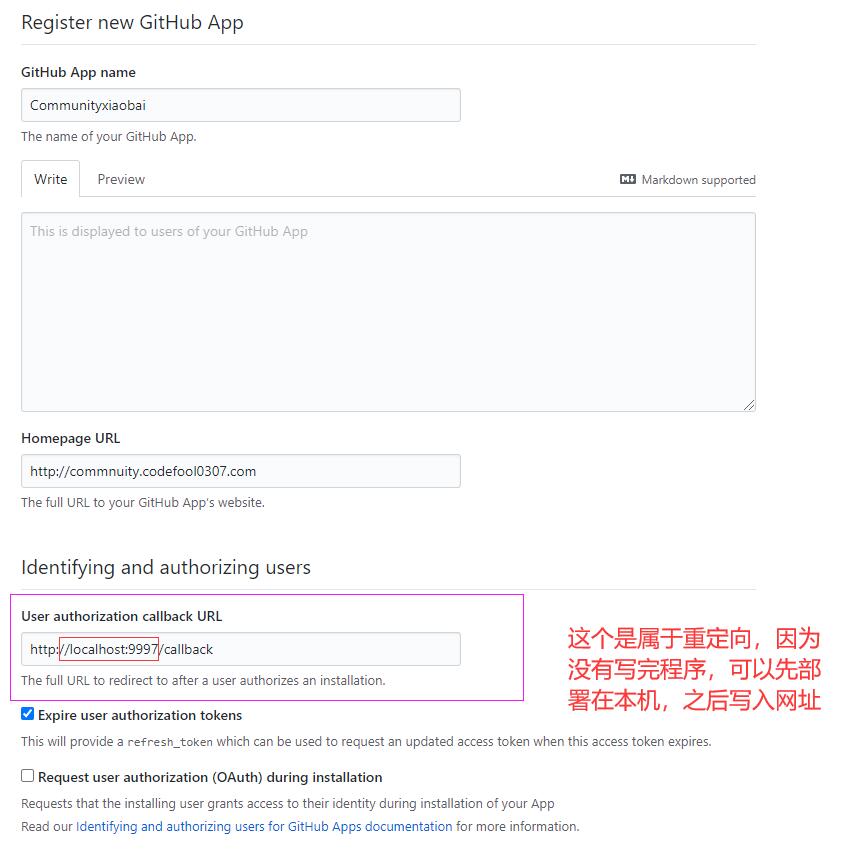 Register new GitHub App
GitHub App name
Communityxiaobai
The name of your GitHub App.
Write
Preview
Markdown supported
This is displayed to users of your GitHub App
Homepage URL
http://commnuity.codefool0307.com
The full URL to your GitHub App's website.
Identifying and authorizing users
User authorization callback URL
http://localhost:9997/callback
The full URL to redirect to after a user authorizes an installation.
这个是属于重定向，因为
没有写完程序，可以先部
署在本机，之后写入网址
Expire user authorization tokens
This will provide a refresh_token which can be used to request an updated access token when this access token expires.
Request user authorization (OAuth) during installation
Requests that the installing user grants access to their identity during installation of your App
Read our Identifying and authorizing users for GitHub Apps documentation for more information.